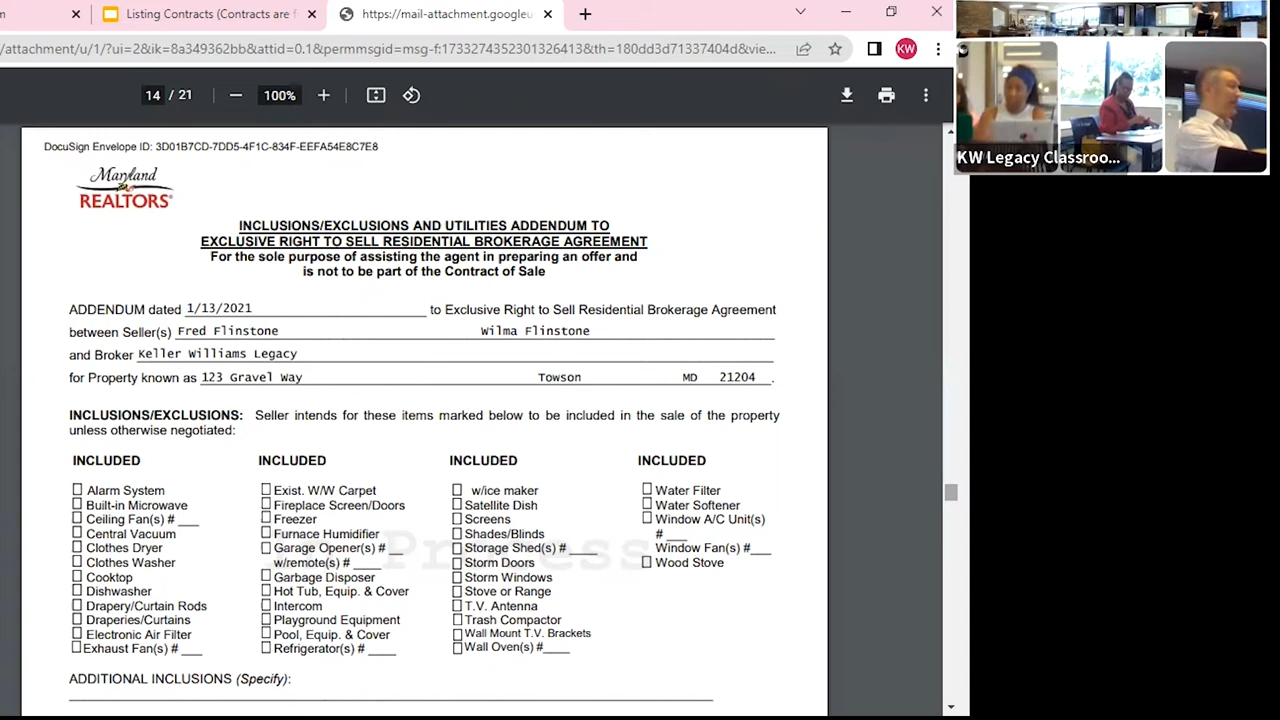 m
Listing Contracts (Contracts are f
https://mail-attachment.googleu
/attachment/u/1/?ui=2&ik=8a349362bb&attid=0.1&permmsgid=msg-f1733274352301326413&th=180dd3d71337404d&vie...
KW
14 / 21
100%
KW Legacy Classroo...
DocuSign Envelope ID: 3D01B7CD-7DD5-4F1C-834F-EEFA54E8C7E8
Maryland
REALTORS®
INCLUSIONS/EXCLUSIONS AND UTILITIES ADDENDUM TO
EXCLUSIVE RIGHT TO SELL RESIDENTIAL BROKERAGE AGREEMENT
For the sole purpose of assisting the agent in preparing an offer and
is not to be part of the Contract of Sale
ADDENDUM dated 1/13/2021 to Exclusive Right to Sell Residential Brokerage Agreement
between Seller(s) Fred Flinstone Wilma Flinstone
and Broker Keller Williams Legacy
for Property known as 123 Gravel Way Towson MD 21204 .
INCLUSIONS/EXCLUSIONS: Seller intends for these items marked below to be included in the sale of the property
unless otherwise negotiated:
INCLUDED
Alarm System
Built-in Microwave
Ceiling Fan(s) # ___
Central Vacuum
Clothes Dryer
Clothes Washer
Cooktop
Dishwasher
Drapery/Curtain Rods
Draperies/Curtains
Electronic Air Filter
Exhaust Fan(s) # ___
INCLUDED
Exist. W/W Carpet
Fireplace Screen/Doors
Freezer
Furnace Humidifier
Garage Opener(s) # __
w/remote(s) # ____
Garbage Disposer
Hot Tub, Equip. & Cover
Intercom
Playground Equipment
Pool, Equip. & Cover
Refrigerator(s) # ____
INCLUDED
w/ice maker
Satellite Dish
Screens
Shades/Blinds
Storage Shed(s) # ____
Storm Doors
Storm Windows
Stove or Range
T.V. Antenna
Trash Compactor
Wall Mount T.V. Brackets
Wall Oven(s) #____
INCLUDED
Water Filter
Water Softener
Window A/C Unit(s)
# ___
Window Fan(s) #___
Wood Stove
ADDITIONAL INCLUSIONS (Specify):